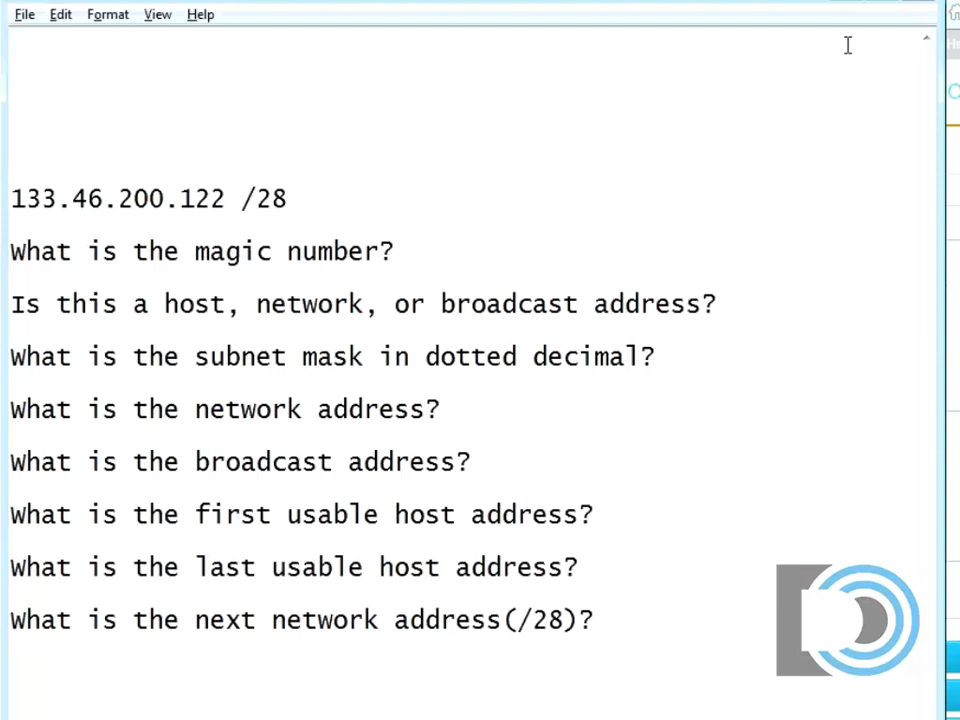 File Edit Format View Help
133.46.200.122 /28
What is the magic number?
Is this a host, network, or broadcast address?
What is the subnet mask in dotted decimal?
What is the network address?
What is the broadcast address?
What is the first usable host address?
What is the last usable host address?
What is the next network address(/28)?